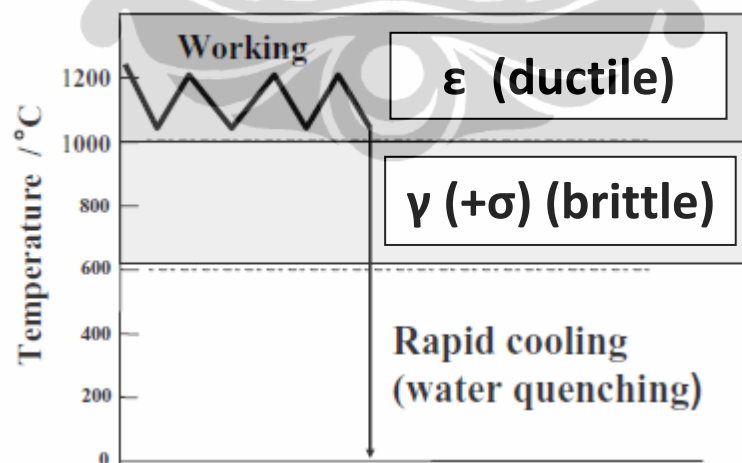 Working
ε (ductile)
γ (+σ) (brittle)
Rapid cooling
(water quenching)
Temperature /°C
1200
1000
800
600
400
200
0